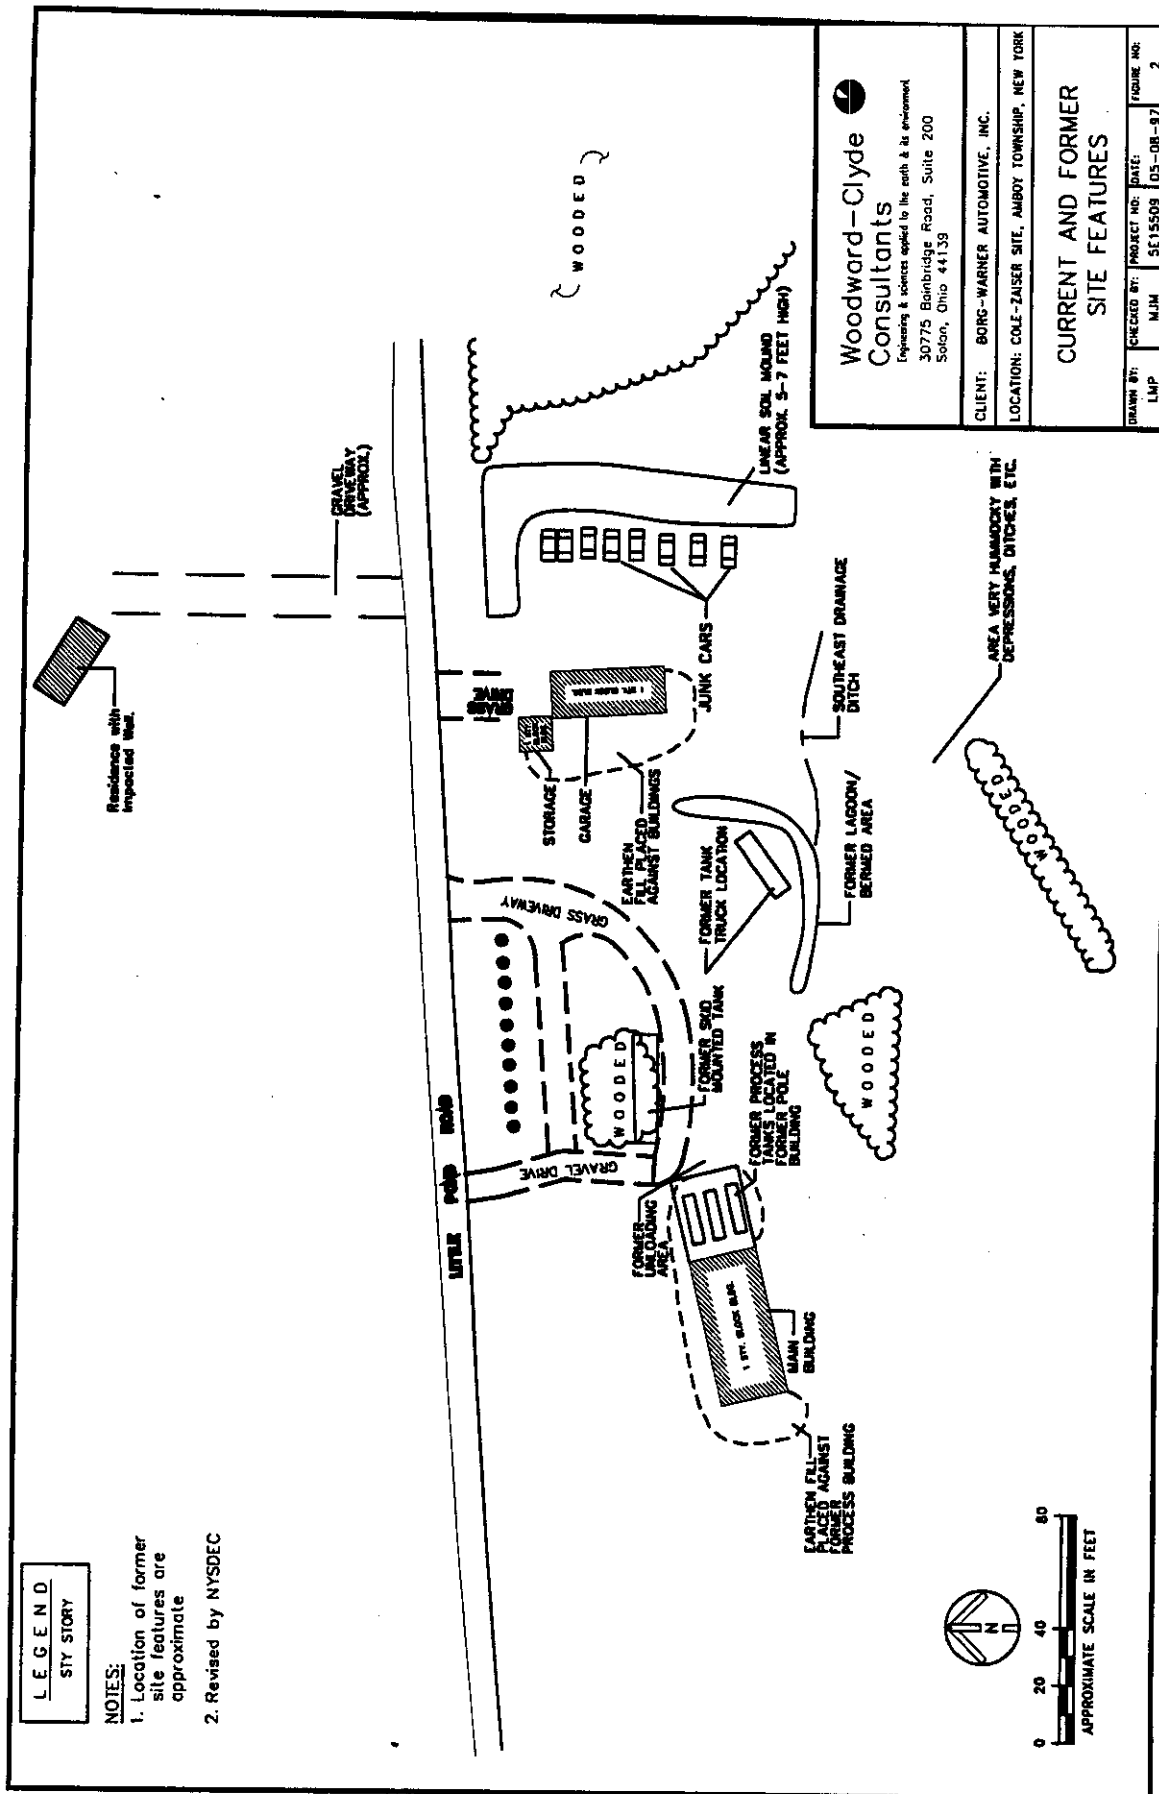 L E G E N D
STY STORY
NOTES:
1. Location of former
site features are
approximate
2. Revised by NYSDEC
Residence with
Impacted Well.
GRAVEL
DRIVEWAY
(APPROX.)
LITTLE POND ROAD
GRASS
DRIVE
GRASS DRIVEWAY
GRAVEL DRIVE
W O O D E D
STORAGE
GARAGE
1 STY.
BLOCK
BLDG.
1 STY. BLOCK BLDG.
EARTHEN
FILL PLACED
AGAINST BUILDINGS
JUNK CARS
LINEAR SOIL MOUND
(APPROX. 5-7 FEET HIGH)
W O O D E D
FORMER
UNLOADING
AREA
FORMER SKID
MOUNTED TANK
FORMER TANK
TRUCK LOCATION
FORMER PROCESS
TANKS LOCATED IN
FORMER POLE
BUILDING
SOUTHEAST DRAINAGE
DITCH
FORMER LAGOON/
BERMED AREA
1 STY. BLOCK BLDG.
MAIN
BUILDING
EARTHEN FILL
PLACED AGAINST
FORMER
PROCESS BUILDING
W O O D E D
W O O D E D
AREA VERY HUMMOCKY WITH
DEPRESSIONS, DITCHES, ETC.
N
0 20 40 80
APPROXIMATE SCALE IN FEET
Woodward-Clyde
Consultants
Engineering & sciences applied to the earth & its environment
30775 Bainbridge Road, Suite 200
Solon, Ohio 44139
CLIENT: BORG-WARNER AUTOMOTIVE, INC.
LOCATION: COLE-ZAISER SITE, AMBOY TOWNSHIP, NEW YORK
CURRENT AND FORMER
SITE FEATURES
DRAWN BY: CHECKED BY: PROJECT NO: DATE: FIGURE NO:
LMP MJM 5E15509 05-08-97 2